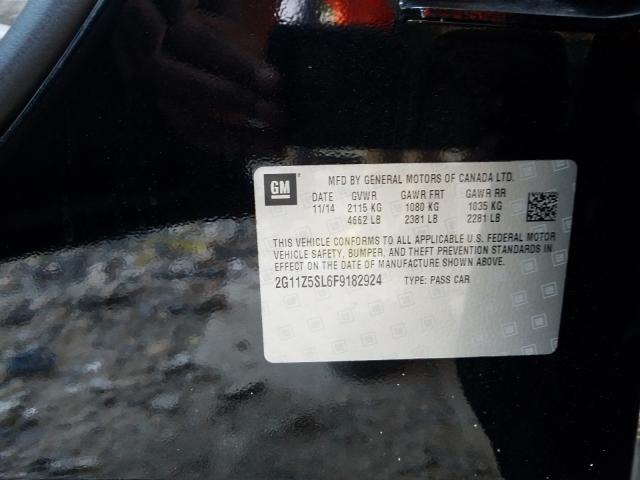 GM
MFD BY GENERAL MOTORS OF CANADA LTD.
DATE GVWR GAWR FRT GAWR RR
11/14 2115 KG 1080 KG 1035 KG
4662 LB 2381 LB 2281 LB
THIS VEHICLE CONFORMS TO ALL APPLICABLE U.S. FEDERAL MOTOR
VEHICLE SAFETY, BUMPER, AND THEFT PREVENTION STANDARDS IN
EFFECT ON THE DATE OF MANUFACTURE SHOWN ABOVE.
2G11Z5SL6F9182924 TYPE: PASS CAR